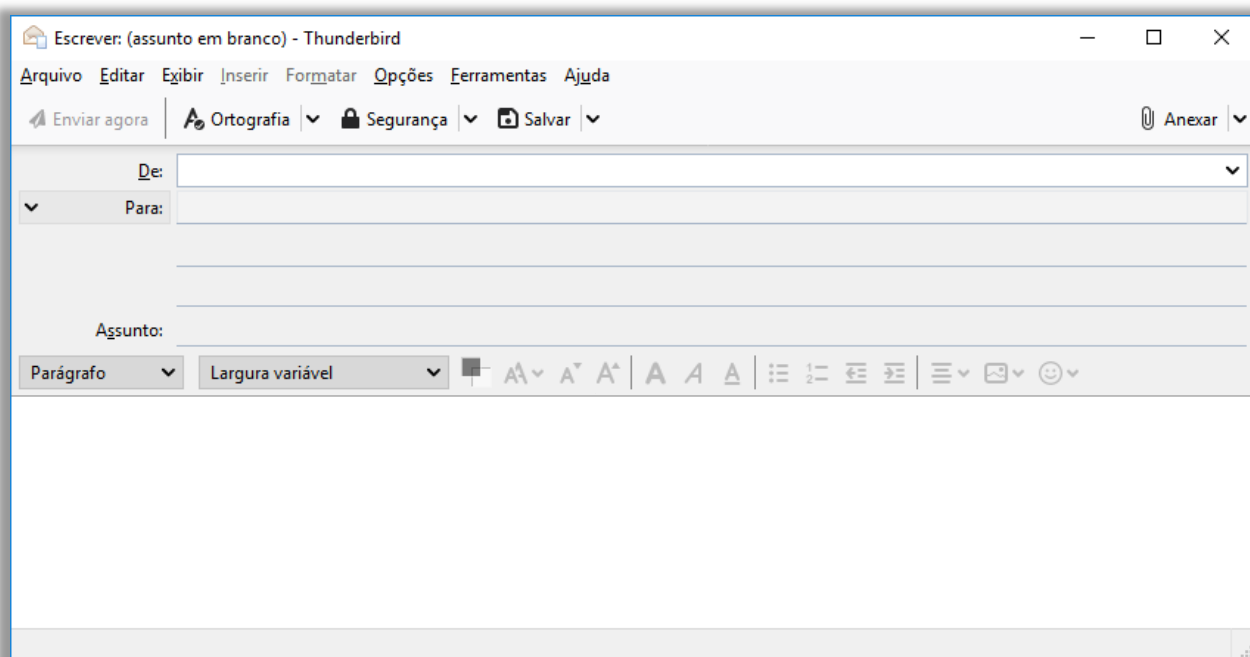 Escrever: (assunto em branco) - Thunderbird
Arquivo Editar Exibir Inserir Formatar Opções Ferramentas Ajuda
Enviar agora Ortografia Segurança Salvar Anexar
De:
Para:
Assunto:
Parágrafo Largura variável